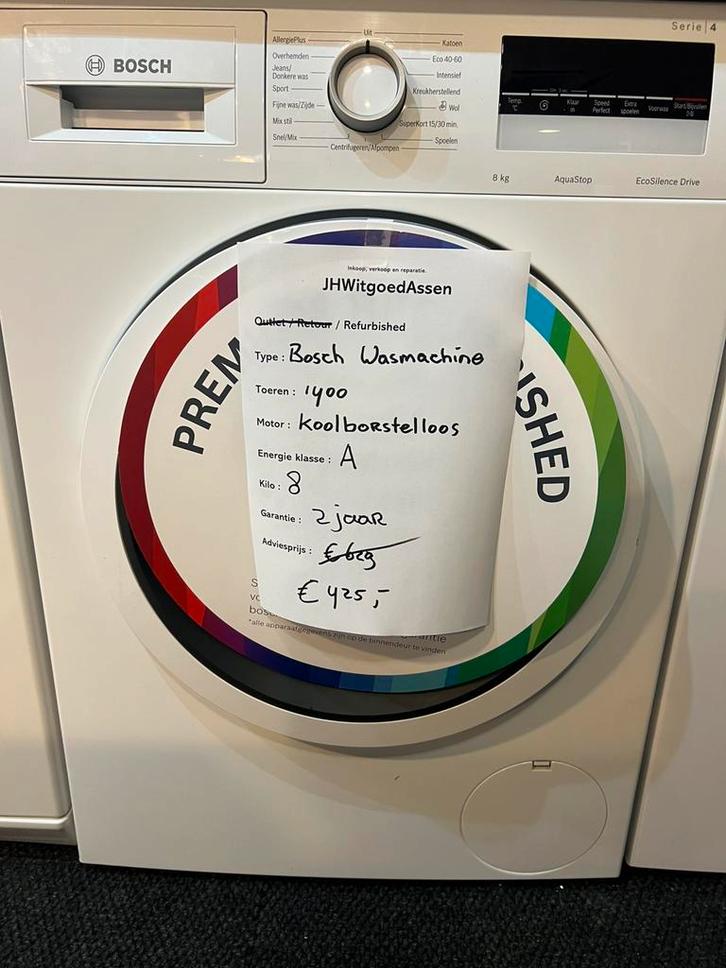 Serie | 4
BOSCH
Uit
AllergiePlus
Overhemden
Jeans/
Donkere was
Sport
Fijne was/Zijde
Mix stil
Snel/Mix
Centrifugeren/Afpompen
Katoen
Eco 40-60
Intensief
Kreukherstellend
Wol
SuperKort 15/30 min.
Spoelen
Temp.
°C
Klaar
in
Speed
Perfect
Extra
spoelen
Voorwas
Start/Bijvullen
8 kg
AquaStop
EcoSilence Drive
Inkoop, verkoop en reparatie.
JHWitgoedAssen
Outlet / Retour / Refurbished
Type : Bosch Wasmachine
Toeren : 1400
Motor : Koolborstelloos
Energie klasse : A
Kilo : 8
Garantie : 2 jaar
Adviesprijs : € 629
€ 425,-
PREM
ISHED
*alle apparaatgegevens zijn op de binnendeur te vinden